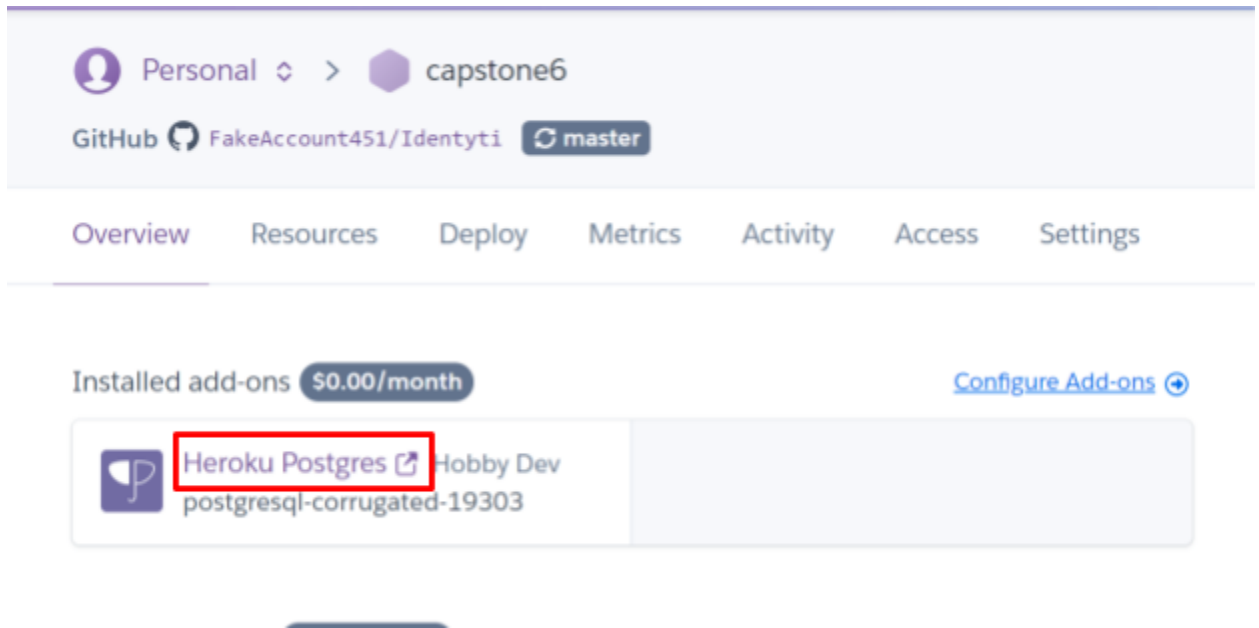 Personal > capstone6
GitHub FakeAccount451/Identyti master
Overview Resources Deploy Metrics Activity Access Settings
Installed add-ons $0.00/month Configure Add-ons
Heroku Postgres Hobby Dev
postgresql-corrugated-19303